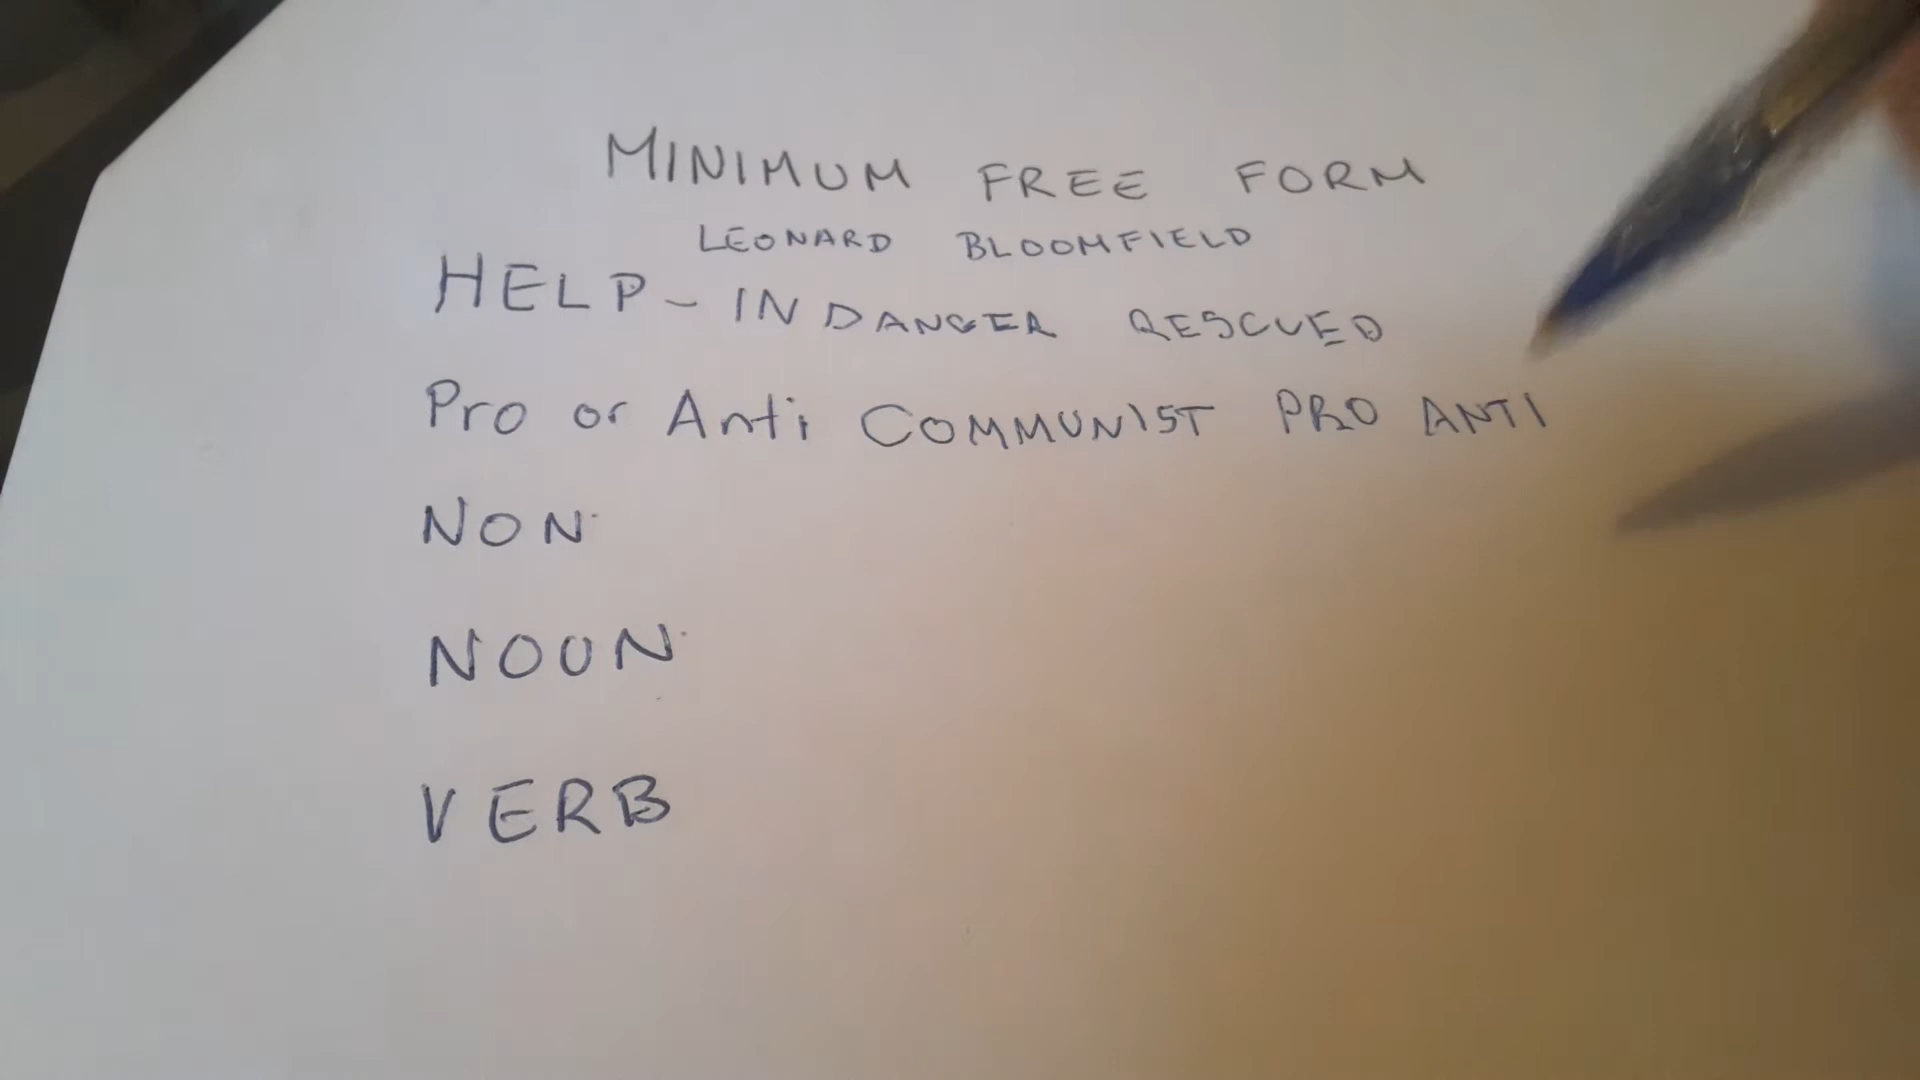 MINIMUM FREE FORM
LEONARD BLOOMFIELD
HELP - IN DANGER RESCUED
Pro or Anti COMMUNIST PRO ANTI
NON
NOUN
VERB